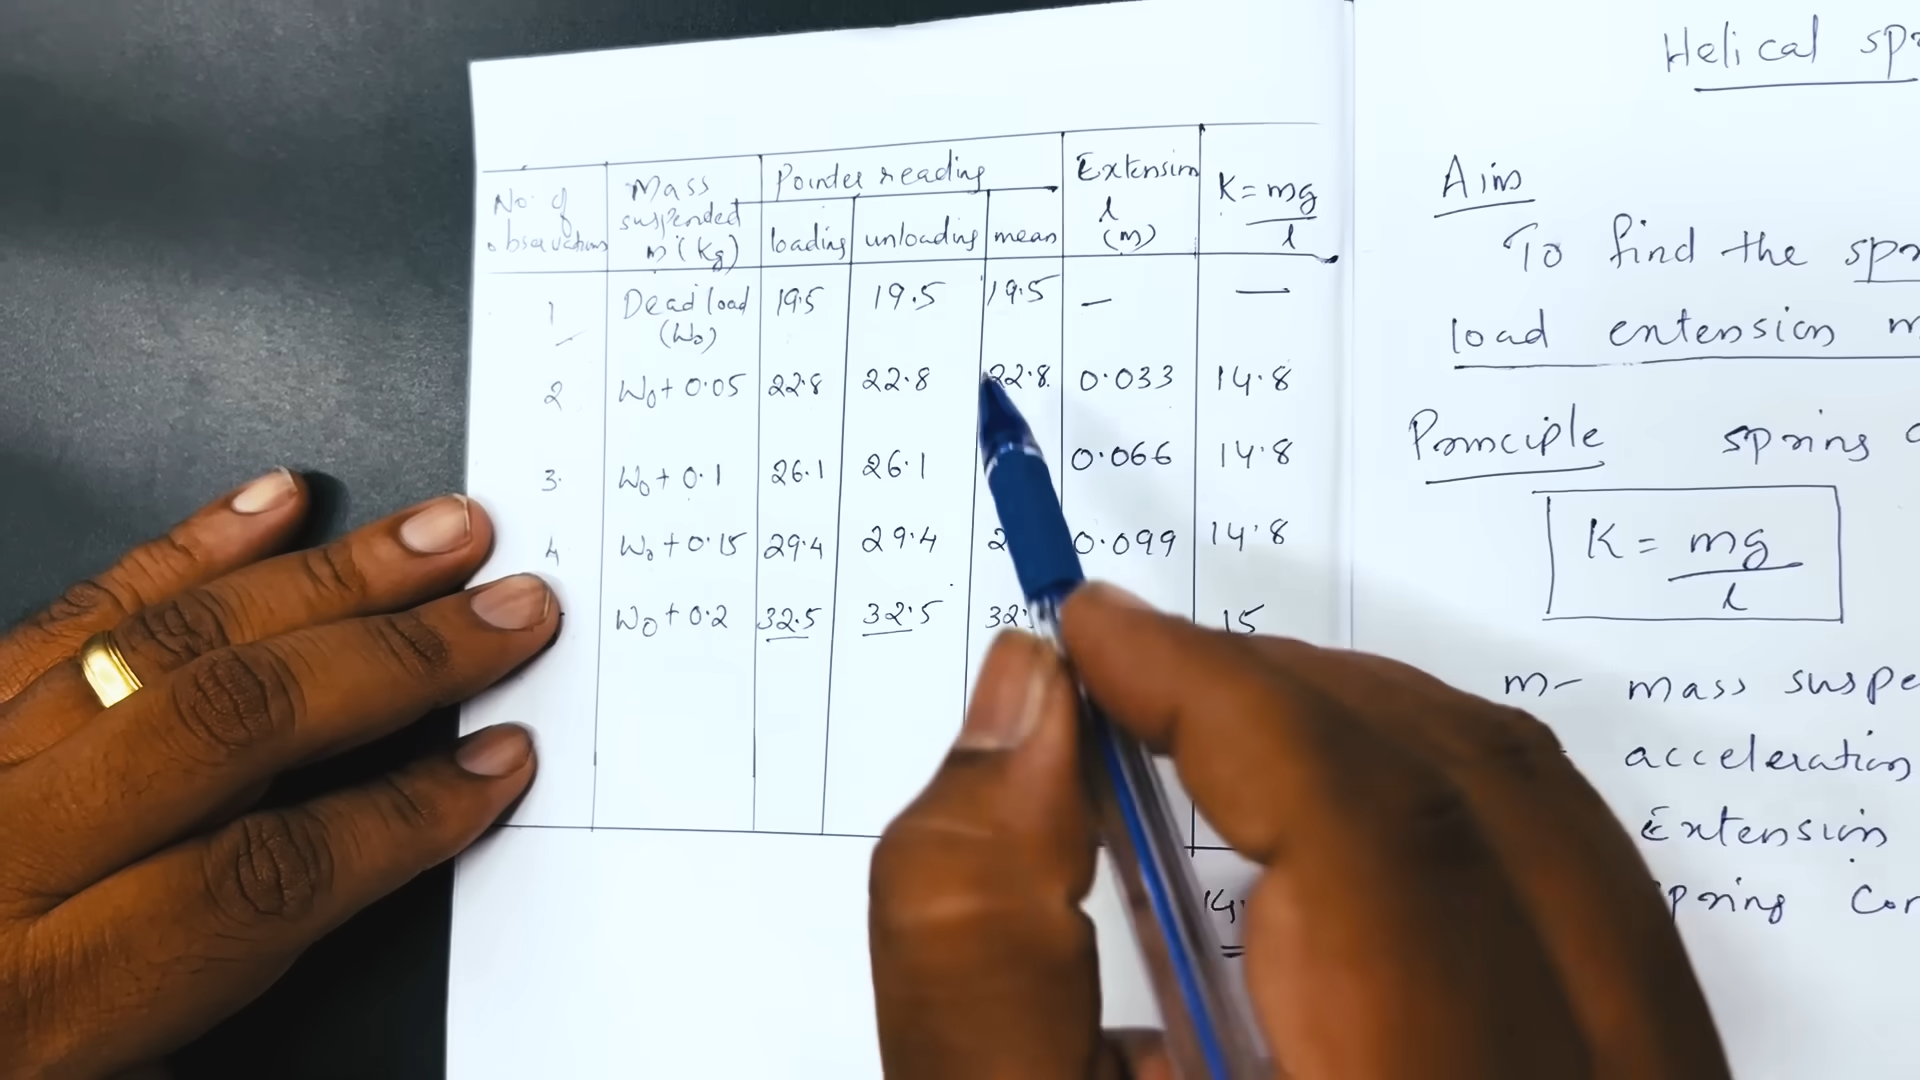 No. of observations | Mass suspended m (Kg) | Pointer reading | Extension l (m) | K = mg / l
loading | unloading | mean
1 | Dead load (W0) | 19.5 | 19.5 | 19.5 | — | —
2 | W0 + 0.05 | 22.8 | 22.8 | 22.8 | 0.033 | 14.8
3. | W0 + 0.1 | 26.1 | 26.1 | 0.066 | 14.8
4 | W0 + 0.15 | 29.4 | 29.4 | 0.099 | 14.8
W0 + 0.2 | 32.5 | 32.5 | 15
Helical
Aim
To find the
load extension
Principle spring
K = mg / l
m – mass
acceleration
Extension